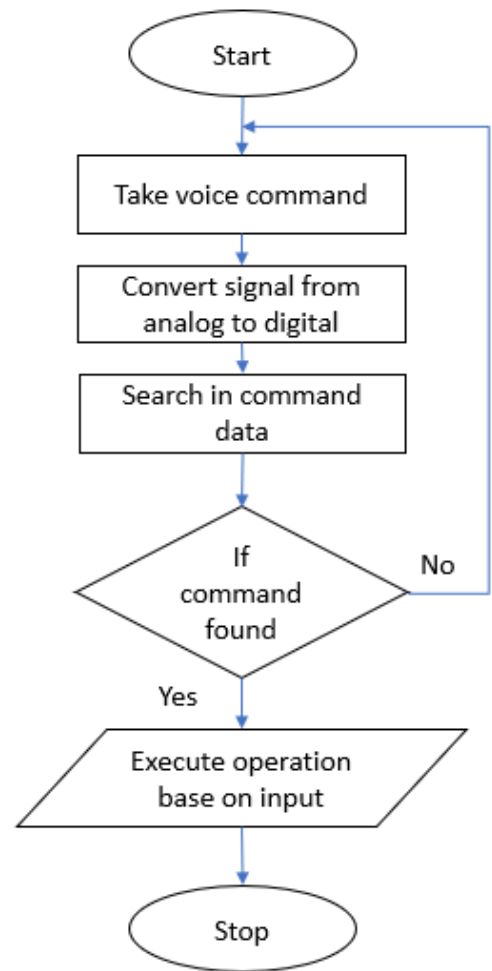 Start
Take voice command
Convert signal from
analog to digital
Search in command
data
If
command
found
No
Yes
Execute operation
base on input
Stop